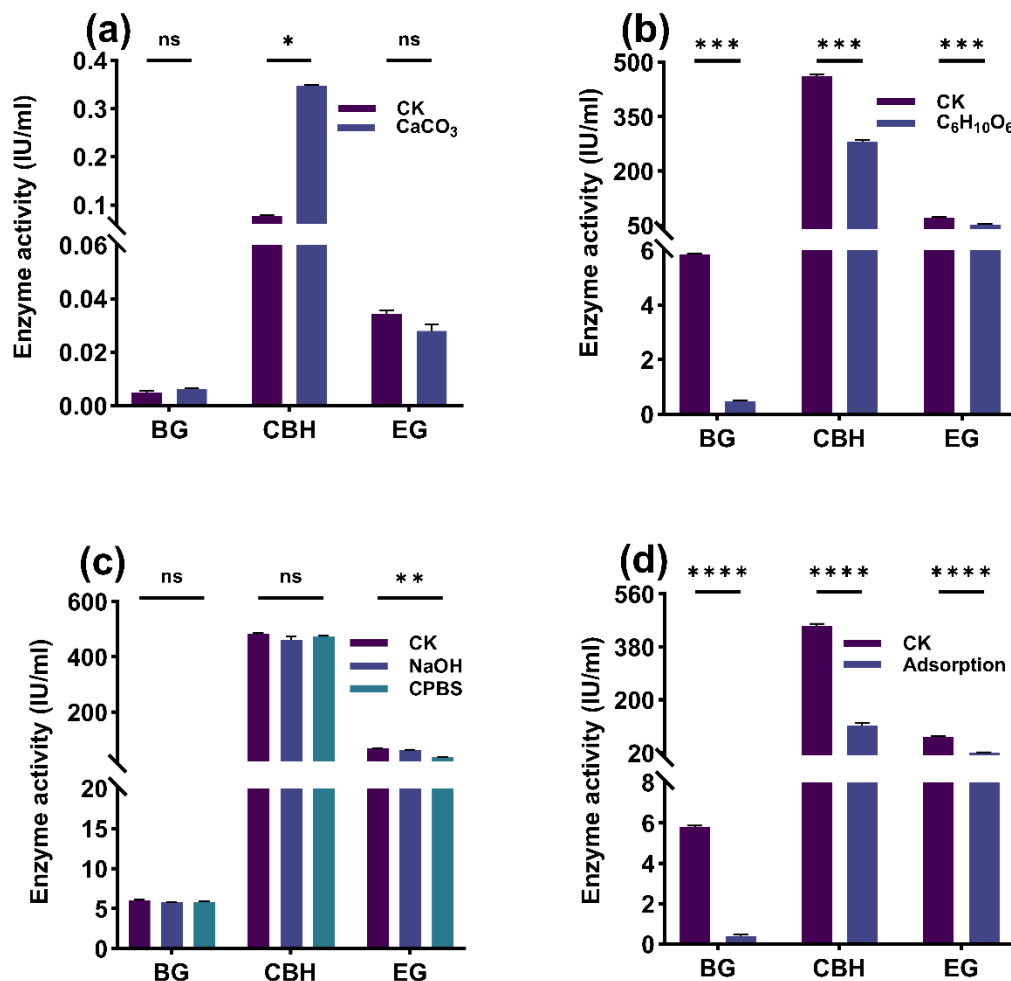 (a)
ns * ns
0.4
0.3
0.2
0.1
0.06
0.04
0.02
0.00
Enzyme activity (IU/ml)
CK
CaCO₃
BG CBH EG
(b)
*** *** ***
500
350
200
50
6
4
2
0
Enzyme activity (IU/ml)
CK
C₆H₁₀O₆
BG CBH EG
(c)
ns ns **
600
400
200
20
15
10
5
0
Enzyme activity (IU/ml)
CK
NaOH
CPBS
BG CBH EG
(d)
**** **** ****
560
380
200
20
8
6
4
2
0
Enzyme activity (IU/ml)
CK
Adsorption
BG CBH EG